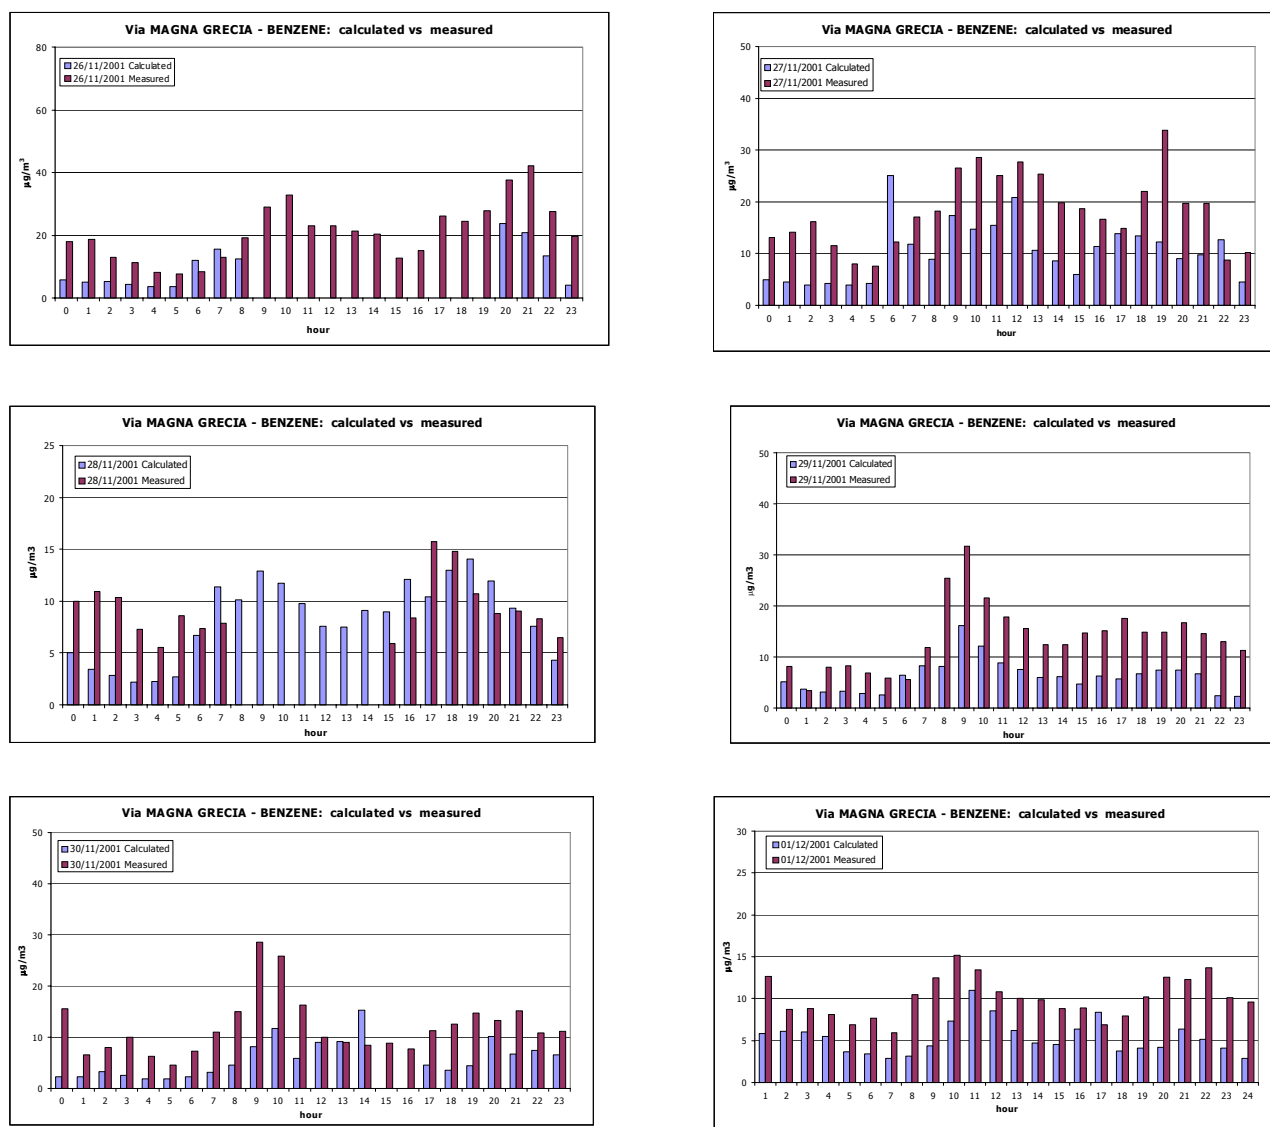 Via MAGNA GRECIA - BENZENE: calculated vs measured
80
60
40
20
0
µg/m³
26/11/2001 Calculated
26/11/2001 Measured
0 1 2 3 4 5 6 7 8 9 10 11 12 13 14 15 16 17 18 19 20 21 22 23
hour
Via MAGNA GRECIA - BENZENE: calculated vs measured
50
40
30
20
10
0
µg/m³
27/11/2001 Calculated
27/11/2001 Measured
0 1 2 3 4 5 6 7 8 9 10 11 12 13 14 15 16 17 18 19 20 21 22 23
hour
Via MAGNA GRECIA - BENZENE: calculated vs measured
25
20
15
10
5
0
µg/m3
28/11/2001 Calculated
28/11/2001 Measured
0 1 2 3 4 5 6 7 8 9 10 11 12 13 14 15 16 17 18 19 20 21 22 23
hour
Via MAGNA GRECIA - BENZENE: calculated vs measured
50
40
30
20
10
0
µg/m3
29/11/2001 Calculated
29/11/2001 Measured
0 1 2 3 4 5 6 7 8 9 10 11 12 13 14 15 16 17 18 19 20 21 22 23
hour
Via MAGNA GRECIA - BENZENE: calculated vs measured
50
40
30
20
10
0
µg/m3
30/11/2001 Calculated
30/11/2001 Measured
0 1 2 3 4 5 6 7 8 9 10 11 12 13 14 15 16 17 18 19 20 21 22 23
hour
Via MAGNA GRECIA - BENZENE: calculated vs measured
30
25
20
15
10
5
0
µg/m3
01/12/2001 Calculated
01/12/2001 Measured
1 2 3 4 5 6 7 8 9 10 11 12 13 14 15 16 17 18 19 20 21 22 23 24
hour